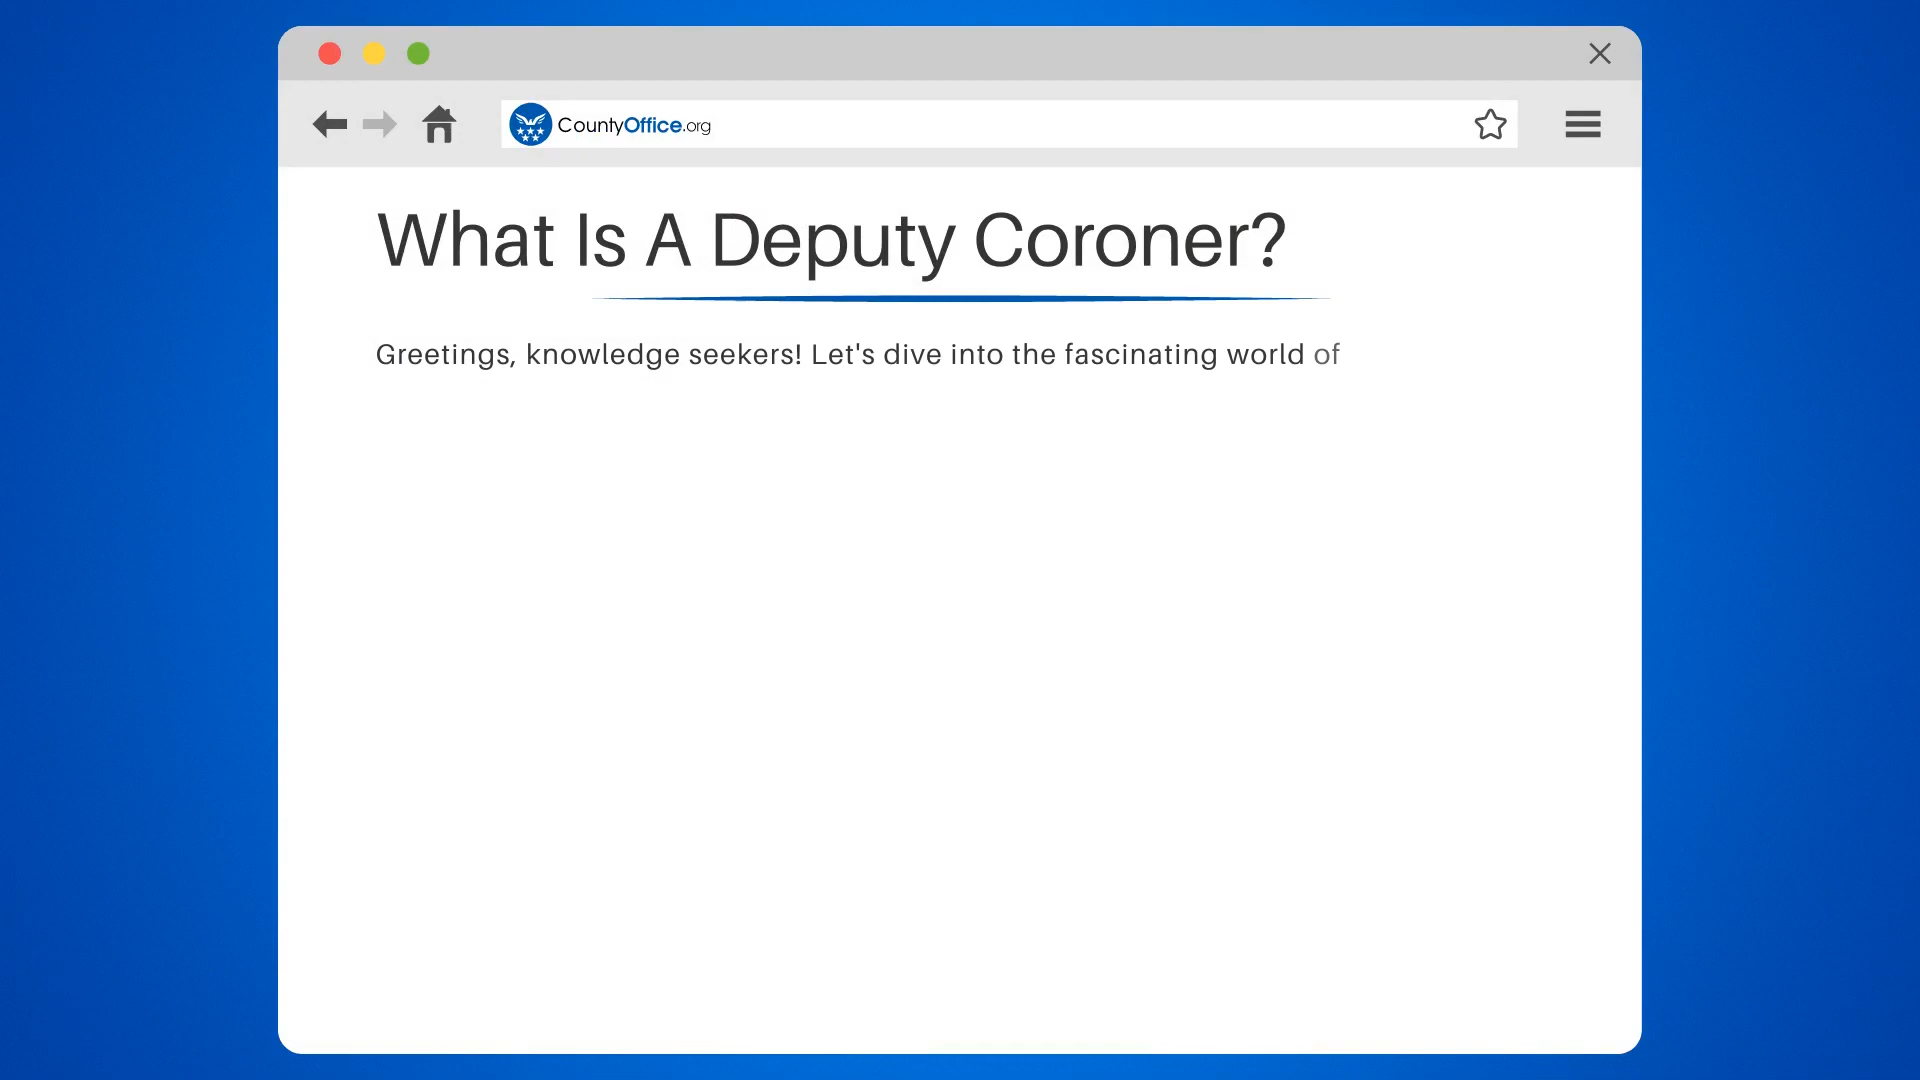 CountyOffice.org
What Is A Deputy Coroner?
Greetings, knowledge seekers! Let's dive into the fascinating world of